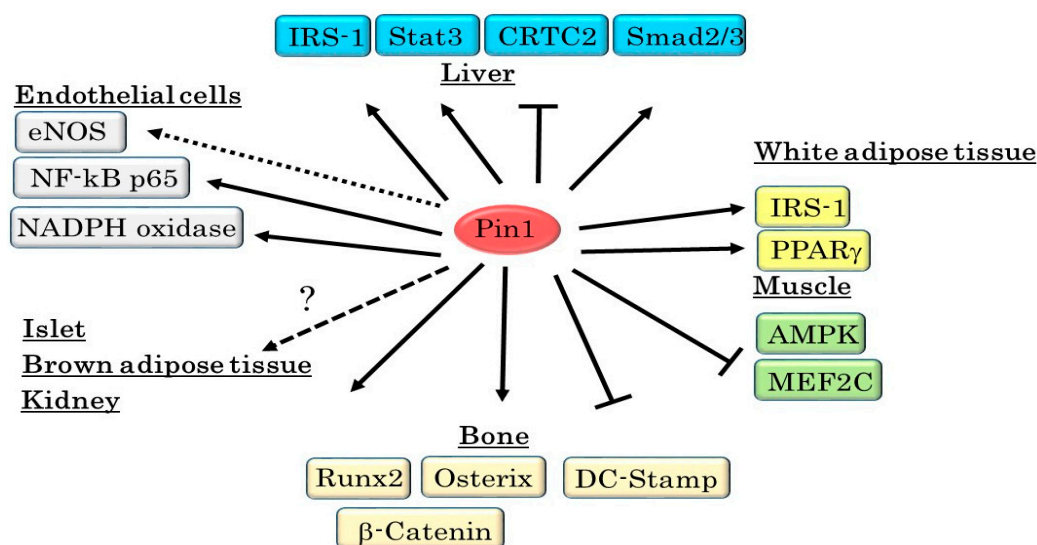 IRS-1 Stat3 CRTC2 Smad2/3
Liver
Endothelial cells
eNOS
NF-kB p65
NADPH oxidase
White adipose tissue
IRS-1
PPARγ
Pin1
Muscle
AMPK
MEF2C
?
Islet
Brown adipose tissue
Kidney
Bone
Runx2 Osterix DC-Stamp
β-Catenin